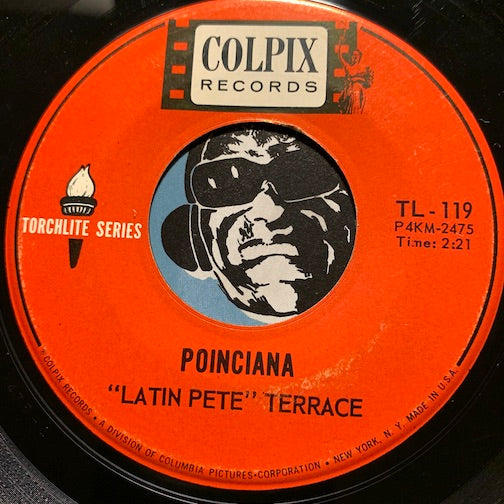 COLPIX
RECORDS
TORCHLITE SERIES
TL-119
P4KM-2475
Time: 2:21
POINCIANA
"LATIN PETE" TERRACE
© COLPIX RECORDS • A DIVISION OF COLUMBIA PICTURES CORPORATION • NEW YORK, N. Y. MADE IN U.S.A.